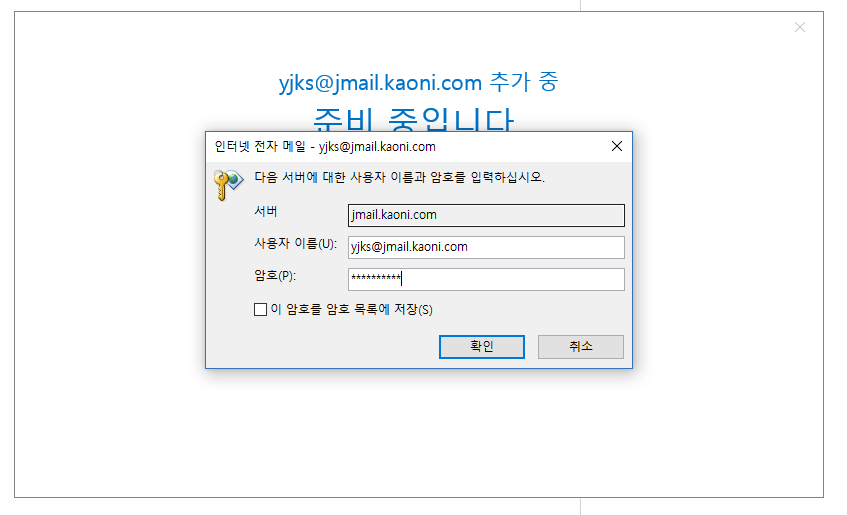 yjks@jmail.kaoni.com 추가 중
준비 중입니다
인터넷 전자 메일 - yjks@jmail.kaoni.com
다음 서버에 대한 사용자 이름과 암호를 입력하십시오.
서버
jmail.kaoni.com
사용자 이름(U):
yjks@jmail.kaoni.com
암호(P):
**********
이 암호를 암호 목록에 저장(S)
확인
취소